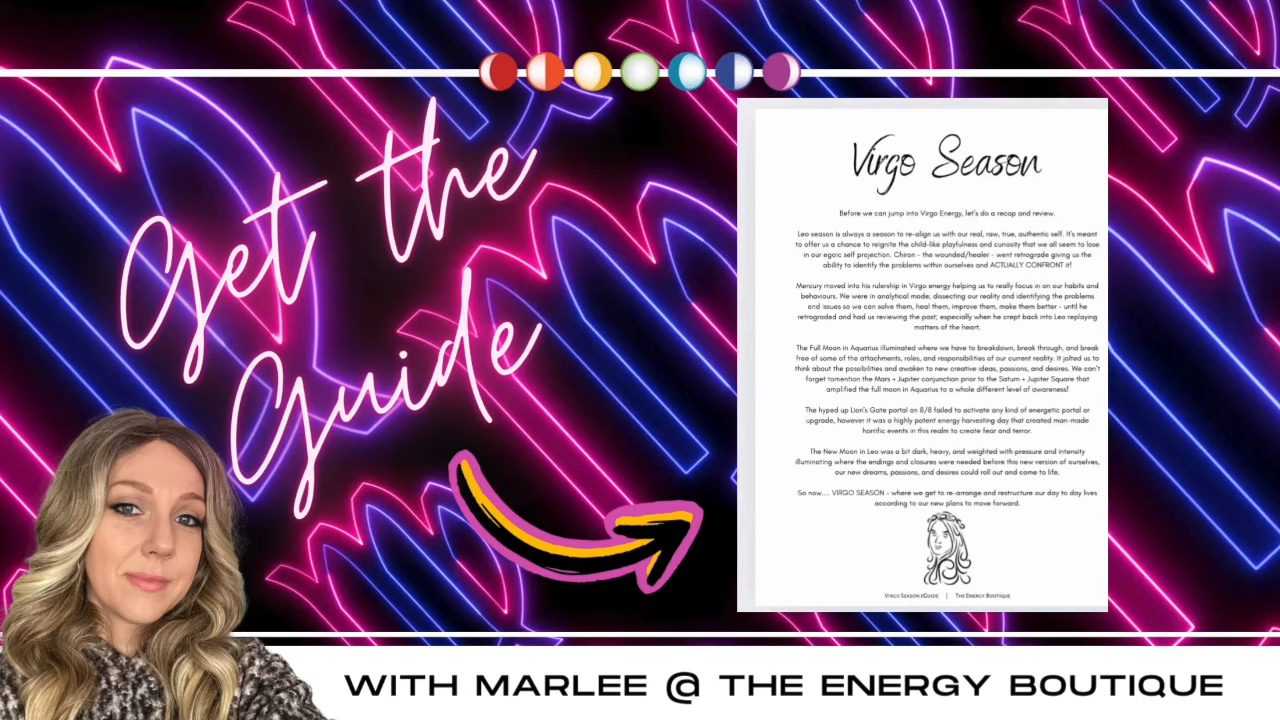 Get the
Guide
Virgo Season
Before we can jump into Virgo Energy, let's do a recap and review.
Leo season is always a season to re-align us with our real, raw, true, authentic self. It's meant
to offer us a chance to reignite the child-like playfulness and curiosity that we all seem to lose
in our egoic self projection. Chiron - the wounded/healer - went retrograde giving us the
ability to identify the problems within ourselves and ACTUALLY CONFRONT it!
Mercury moved into his rulership in Virgo energy helping us to really focus in on our habits and
behaviours. We were in analytical mode; dissecting our reality and identifying the problems
and issues so we can solve them, heal them, improve them, make them better - until he
retrograded and had us reviewing the past; especially when he crept back into Leo replaying
matters of the heart.
The Full Moon in Aquarius illuminated where we have to breakdown, break through, and break
free of some of the attachments, roles, and responsibilities of our current reality. It jolted us to
think about the possibilities and awaken to new creative ideas, passions, and desires. We can't
forget tomention the Mars + Jupiter conjunction prior to the Saturn + Jupiter Square that
amplified the full moon in Aquarius to a whole different level of awareness!
The hyped up Lion's Gate portal on 8/8 failed to activate any kind of energetic portal or
upgrade, however it was a highly potent energy harvesting day that created man-made
horrific events in this realm to create fear and terror.
The New Moon in Leo was a bit dark, heavy, and weighted with pressure and intensity
illuminating where the endings and closures were needed before this new version of ourselves,
our new dreams, passions, and desires could roll out and come to life.
So now.... VIRGO SEASON - where we get to re-arrange and restructure our day to day lives
according to our new plans to move forward.
Virgo Season eGuide | The Energy Boutique
WITH MARLEE @ THE ENERGY BOUTIQUE